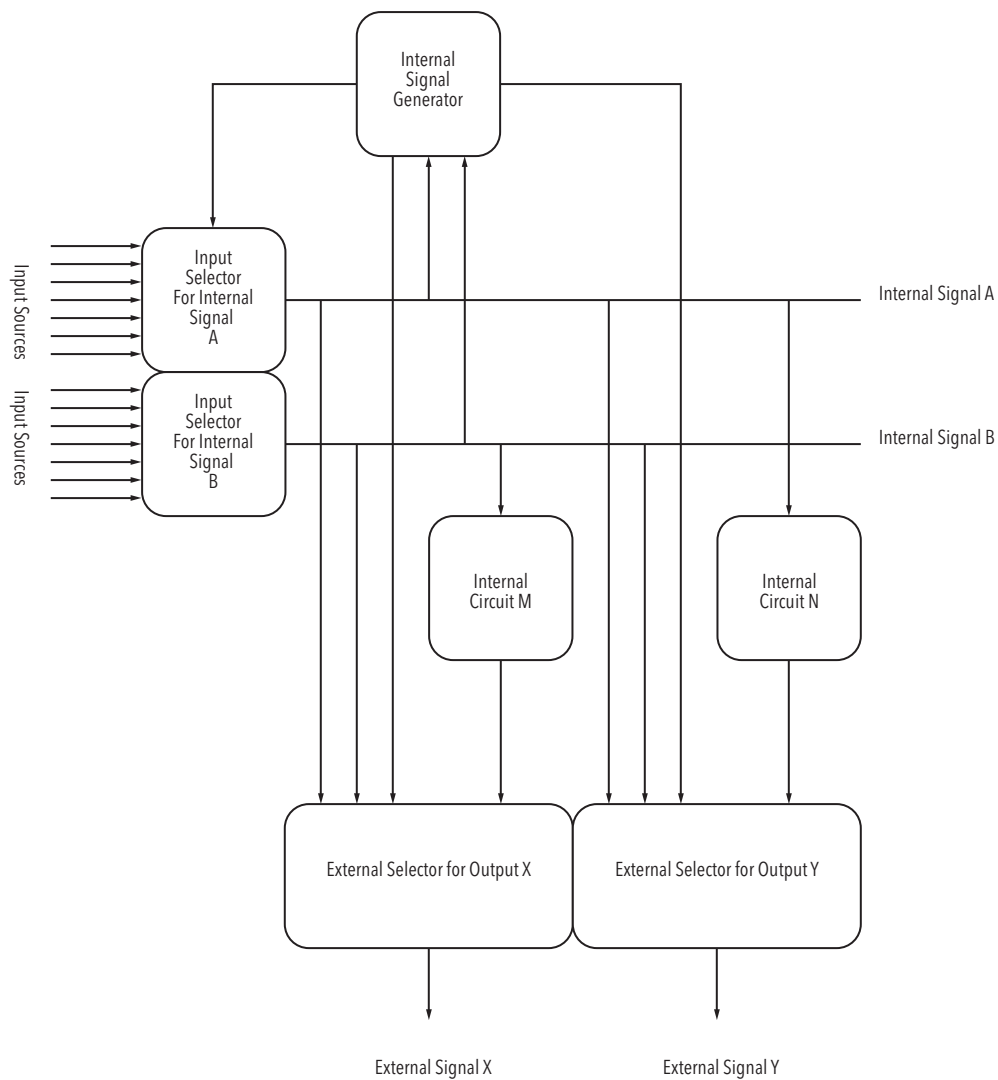 Internal
Signal
Generator
Input Sources
Input
Selector
For Internal
Signal
A
Internal Signal A
Input Sources
Input
Selector
For Internal
Signal
B
Internal Signal B
Internal
Circuit M
Internal
Circuit N
External Selector for Output X
External Selector for Output Y
External Signal X
External Signal Y